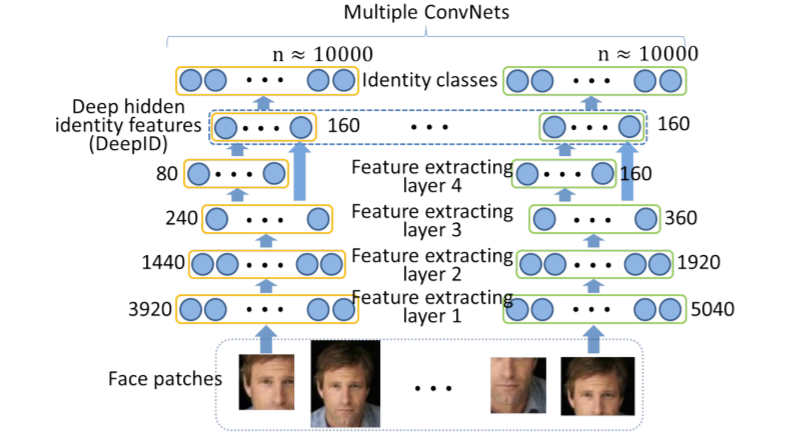 Multiple ConvNets
n ≈ 10000
n ≈ 10000
Identity classes
Deep hidden
identity features
(DeepID)
160
• • •
160
80
Feature extracting
layer 4
160
240
Feature extracting
layer 3
360
1440
Feature extracting
layer 2
1920
3920
Feature extracting
layer 1
5040
Face patches
• • •